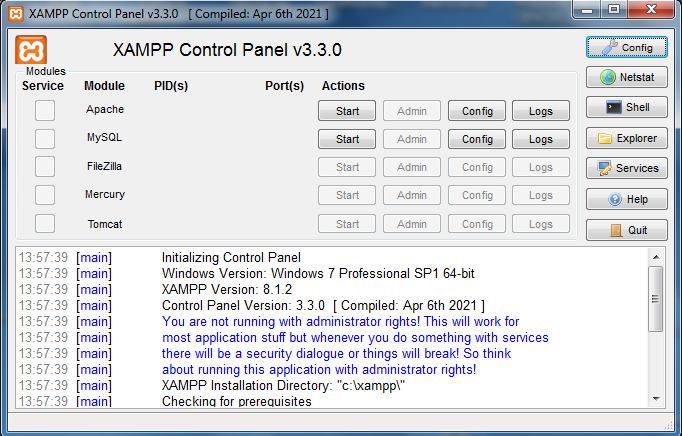 XAMPP Control Panel v3.3.0 [ Compiled: Apr 6th 2021 ]
XAMPP Control Panel v3.3.0
Config
Modules
Service Module PID(s) Port(s) Actions
Netstat
Apache Start Admin Config Logs
Shell
MySQL Start Admin Config Logs
Explorer
FileZilla Start Admin Config Logs
Services
Mercury Start Admin Config Logs
Help
Tomcat Start Admin Config Logs
Quit
13:57:39 [main] Initializing Control Panel
13:57:39 [main] Windows Version: Windows 7 Professional SP1 64-bit
13:57:39 [main] XAMPP Version: 8.1.2
13:57:39 [main] Control Panel Version: 3.3.0 [ Compiled: Apr 6th 2021 ]
13:57:39 [main] You are not running with administrator rights! This will work for
13:57:39 [main] most application stuff but whenever you do something with services
13:57:39 [main] there will be a security dialogue or things will break! So think
13:57:39 [main] about running this application with administrator rights!
13:57:39 [main] XAMPP Installation Directory: "c:\xampp\"
13:57:39 [main] Checking for prerequisites